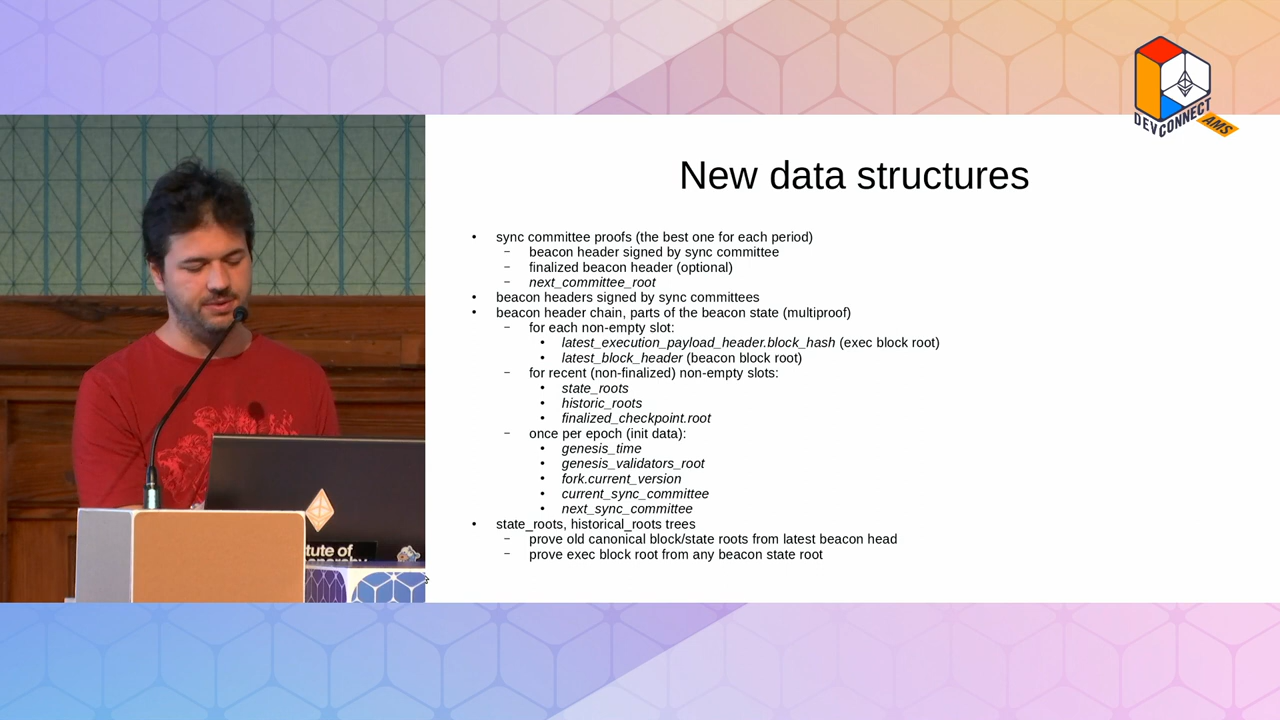 DEVCONNECT
AMS
New data structures
• sync committee proofs (the best one for each period)
– beacon header signed by sync committee
– finalized beacon header (optional)
– next_committee_root
• beacon headers signed by sync committees
• beacon header chain, parts of the beacon state (multiproof)
– for each non-empty slot:
• latest_execution_payload_header.block_hash (exec block root)
• latest_block_header (beacon block root)
– for recent (non-finalized) non-empty slots:
• state_roots
• historic_roots
• finalized_checkpoint.root
– once per epoch (init data):
• genesis_time
• genesis_validators_root
• fork.current_version
• current_sync_committee
• next_sync_committee
• state_roots, historical_roots trees
– prove old canonical block/state roots from latest beacon head
– prove exec block root from any beacon state root
tute of